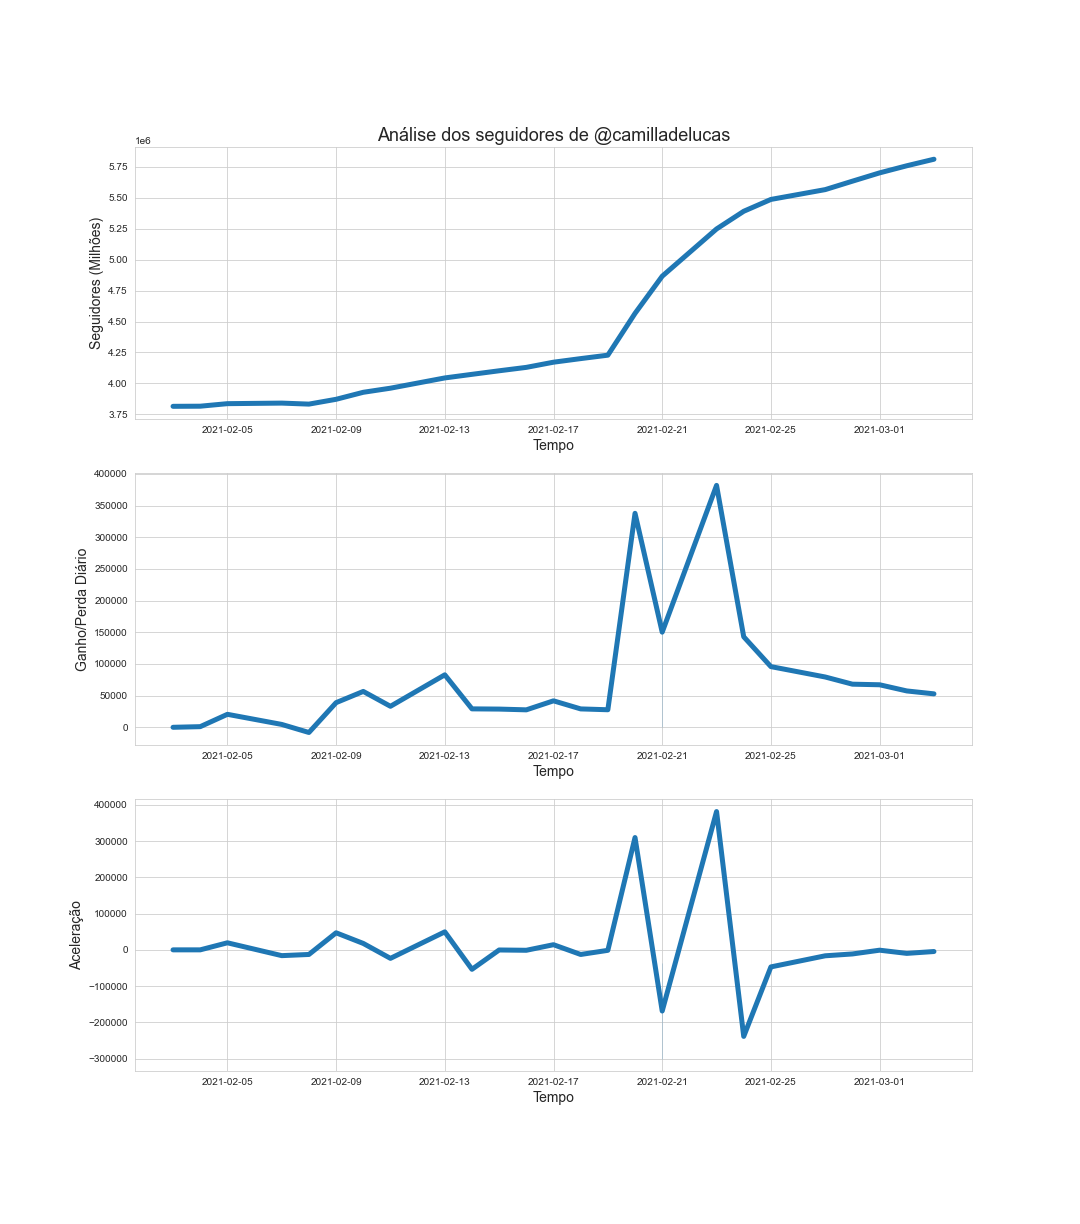 Análise dos seguidores de @camilladelucas
1e6
5.75
5.50
5.25
5.00
4.75
4.50
4.25
4.00
3.75
Seguidores (Milhões)
2021-02-05 2021-02-09 2021-02-13 2021-02-17 2021-02-21 2021-02-25 2021-03-01
Tempo
400000
350000
300000
250000
200000
150000
100000
50000
0
Ganho/Perda Diário
2021-02-05 2021-02-09 2021-02-13 2021-02-17 2021-02-21 2021-02-25 2021-03-01
Tempo
400000
300000
200000
100000
0
−100000
−200000
−300000
Aceleração
2021-02-05 2021-02-09 2021-02-13 2021-02-17 2021-02-21 2021-02-25 2021-03-01
Tempo